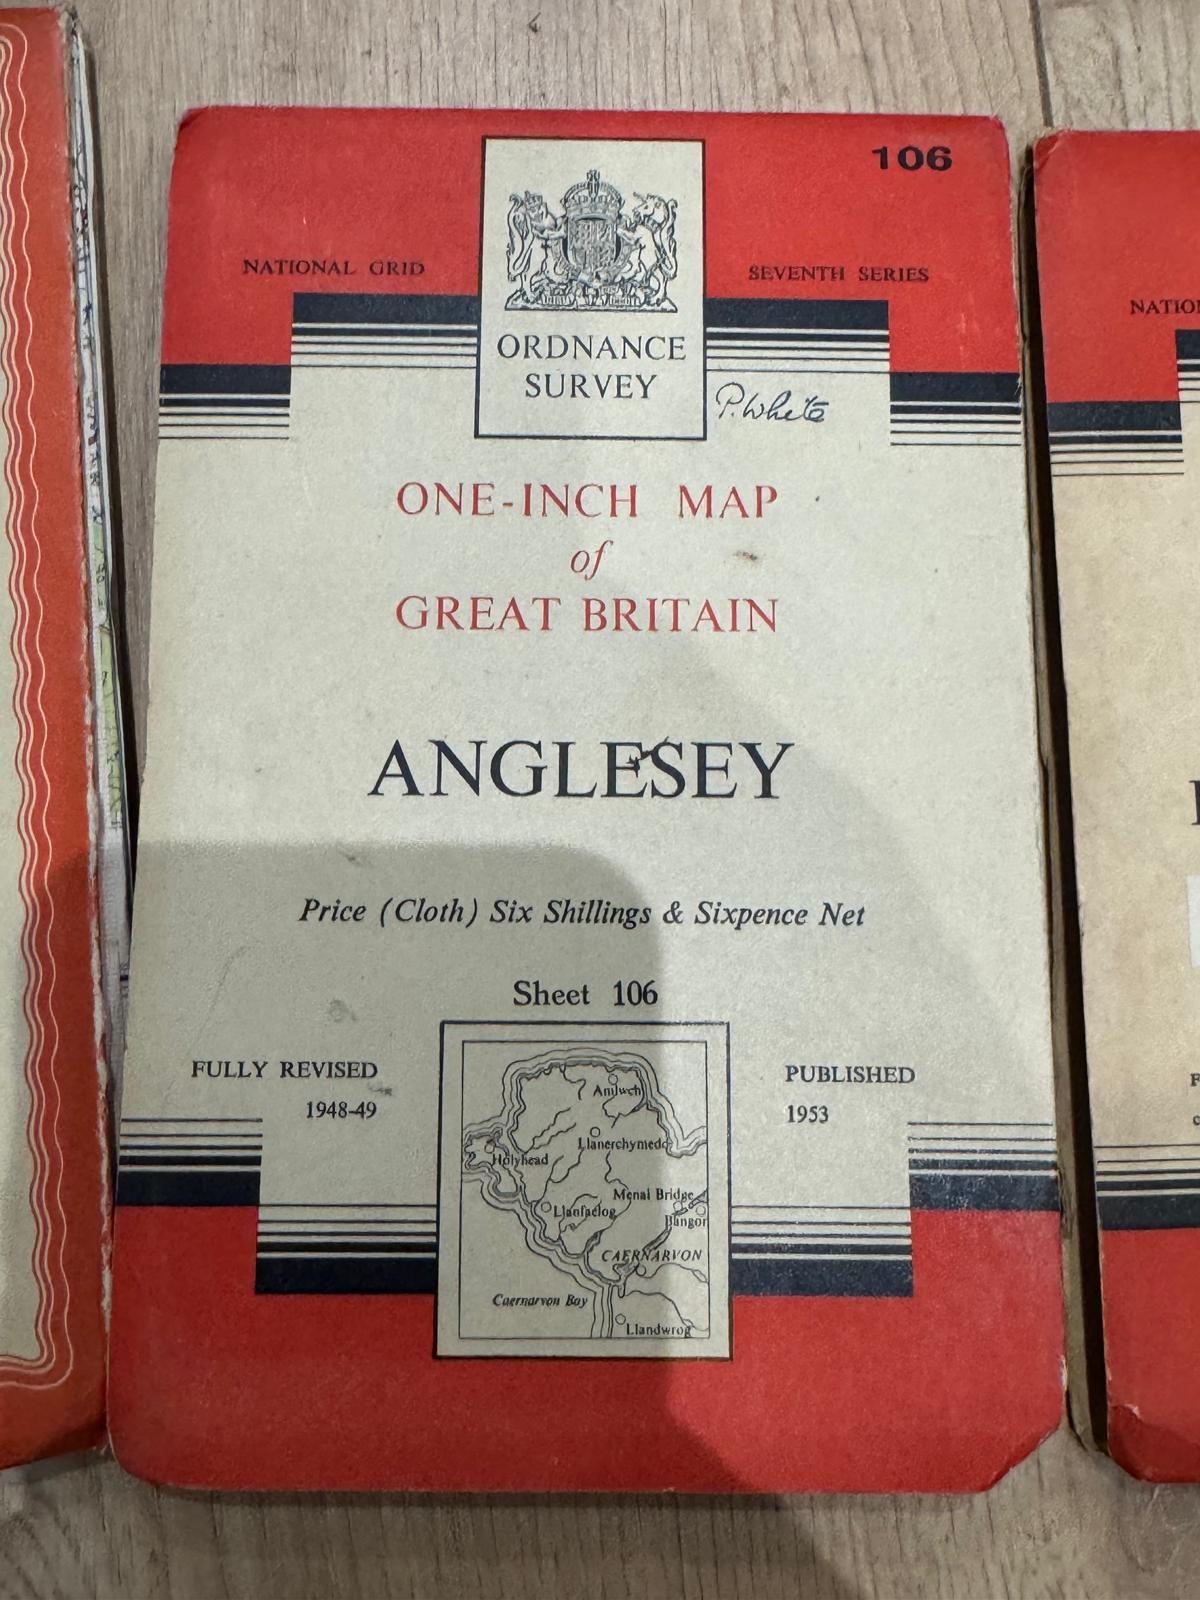 106
NATIONAL GRID
SEVENTH SERIES
ORDNANCE
SURVEY
P. White
ONE-INCH MAP
of
GREAT BRITAIN
ANGLESEY
Price (Cloth) Six Shillings & Sixpence Net
Sheet 106
FULLY REVISED
1948-49
PUBLISHED
1953
Amlwch
Llanerchymedd
Holyhead
Menai Bridge
Llanfaelog
Bangor
CAERNARVON
Caernarvon Bay
Llandwrog